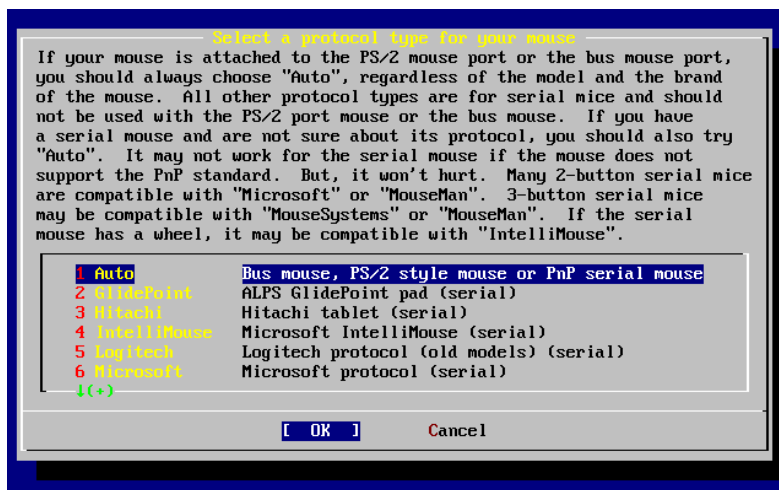 Select a protocol type for your mouse
If your mouse is attached to the PS/2 mouse port or the bus mouse port,
you should always choose "Auto", regardless of the model and the brand
of the mouse.  All other protocol types are for serial mice and should
not be used with the PS/2 port mouse or the bus mouse.  If you have
a serial mouse and are not sure about its protocol, you should also try
"Auto".  It may not work for the serial mouse if the mouse does not
support the PnP standard.  But, it won't hurt.  Many 2-button serial mice
are compatible with "Microsoft" or "MouseMan".  3-button serial mice
may be compatible with "MouseSystems" or "MouseMan".  If the serial
mouse has a wheel, it may be compatible with "IntelliMouse".
1 Auto Bus mouse, PS/2 style mouse or PnP serial mouse
2 GlidePoint ALPS GlidePoint pad (serial)
3 Hitachi Hitachi tablet (serial)
4 IntelliMouse Microsoft IntelliMouse (serial)
5 Logitech Logitech protocol (old models) (serial)
6 Microsoft Microsoft protocol (serial)
↓(+)
[ OK ] Cancel